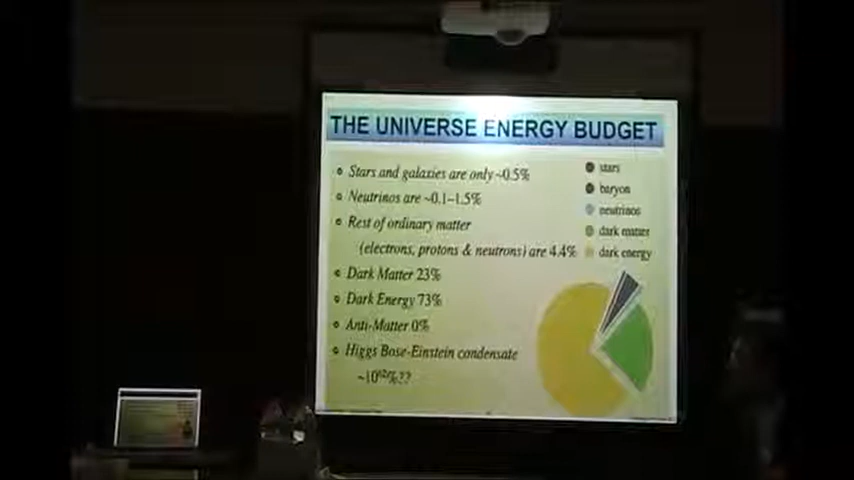 THE UNIVERSE ENERGY BUDGET
Stars and galaxies are only ~0.5%
Neutrinos are ~0.1–1.5%
Rest of ordinary matter
(electrons, protons & neutrons) are 4.4%
Dark Matter 23%
Dark Energy 73%
Anti-Matter 0%
Higgs Bose-Einstein condensate
~10⁶²%??
stars
baryon
neutrinos
dark matter
dark energy